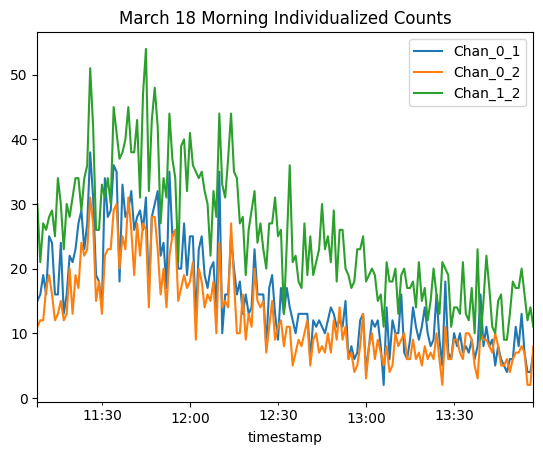 March 18 Morning Individualized Counts
Chan_0_1
Chan_0_2
Chan_1_2
50
40
30
20
10
0
11:30
12:00
12:30
13:00
13:30
timestamp